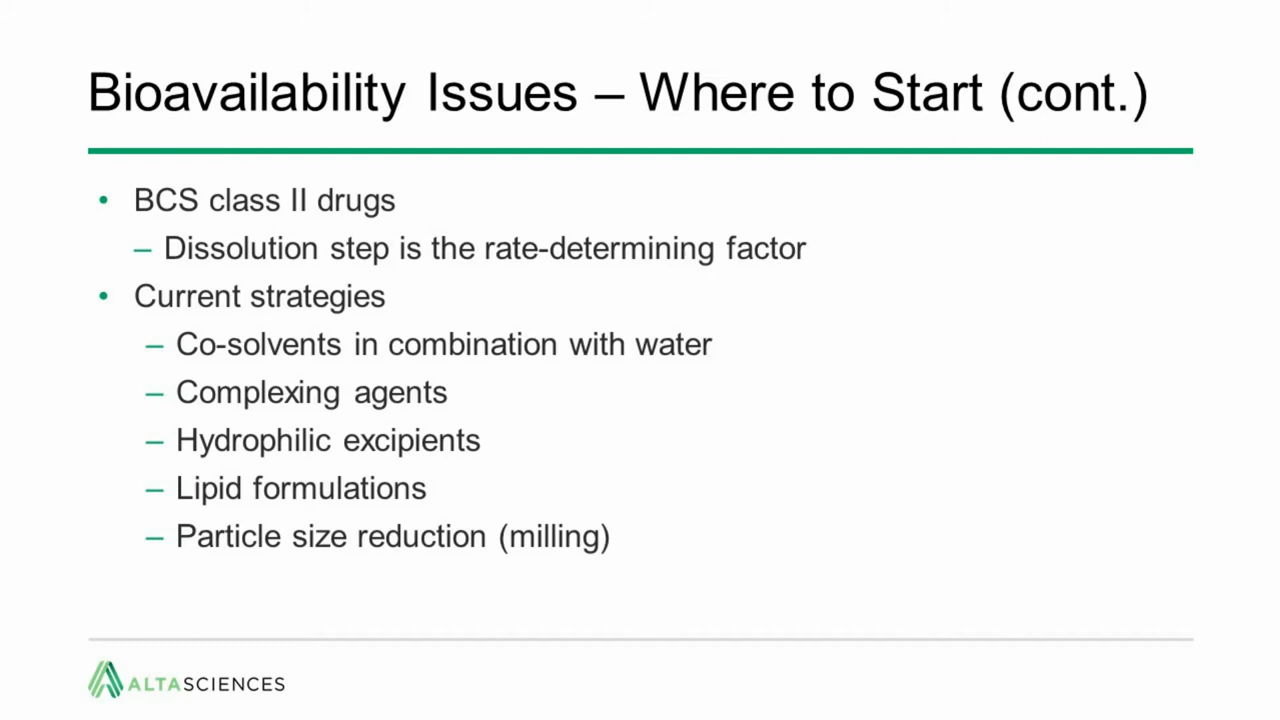 Bioavailability Issues – Where to Start (cont.)
• BCS class II drugs
– Dissolution step is the rate-determining factor
• Current strategies
– Co-solvents in combination with water
– Complexing agents
– Hydrophilic excipients
– Lipid formulations
– Particle size reduction (milling)
ALTASCIENCES